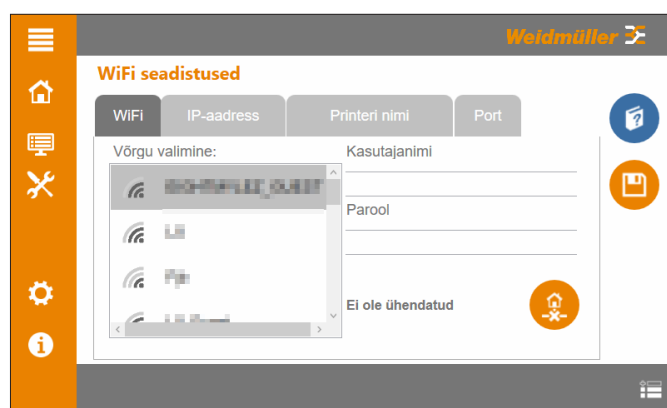 Weidmüller
WiFi seadistused
WiFi
IP-aadress
Printeri nimi
Port
Võrgu valimine:
Kasutajanimi
Parool
Ei ole ühendatud